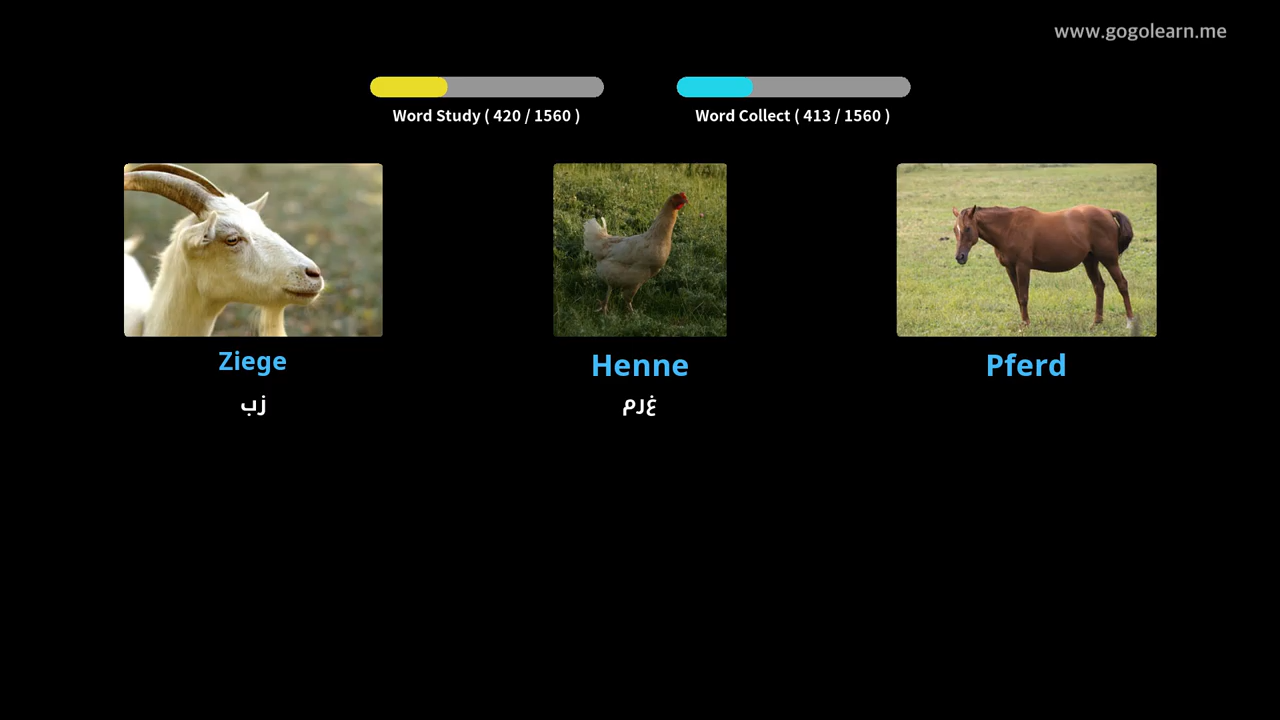 www.gogolearn.me
Word Study ( 420 / 1560 )
Word Collect ( 413 / 1560 )
Ziege
Henne
Pferd
زب
غرم